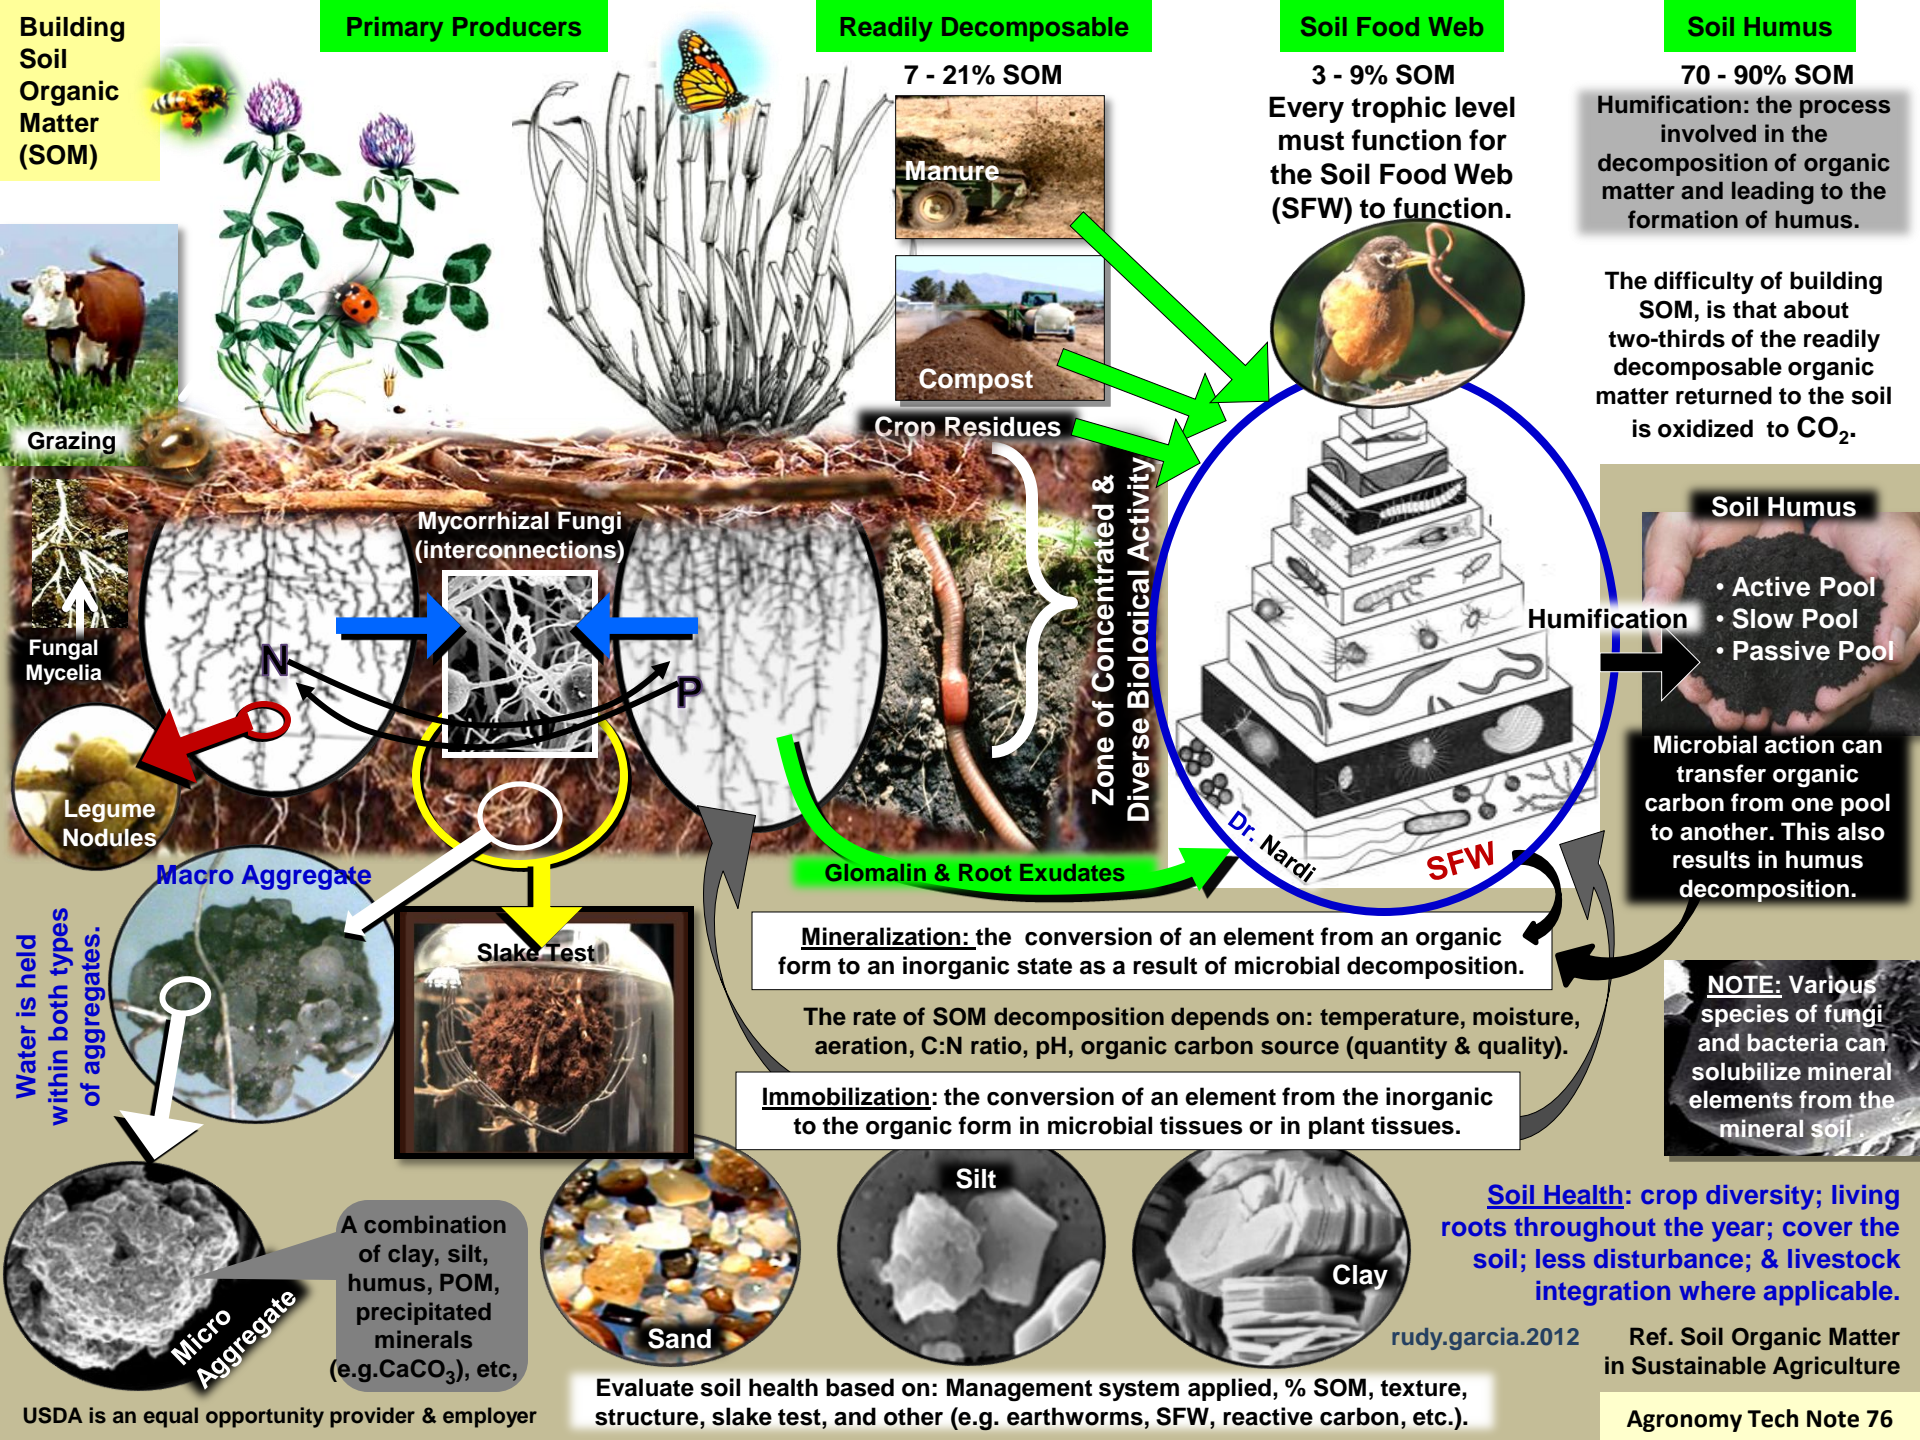 Building
Soil
Organic
Matter
(SOM)
Primary Producers
Readily Decomposable
7 - 21% SOM
Soil Food Web
3 - 9% SOM
Every trophic level
must function for
the Soil Food Web
(SFW) to function.
Soil Humus
70 - 90% SOM
Humification: the process
involved in the
decomposition of organic
matter and leading to the
formation of humus.
The difficulty of building
SOM, is that about
two-thirds of the readily
decomposable organic
matter returned to the soil
is oxidized to CO2.
Manure
Compost
Crop Residues
Grazing
Fungal
Mycelia
Mycorrhizal Fungi
(interconnections)
N
P
Zone of Concentrated &
Diverse Biological Activity
Legume
Nodules
Humification
Soil Humus
• Active Pool
• Slow Pool
• Passive Pool
Microbial action can
transfer organic
carbon from one pool
to another. This also
results in humus
decomposition.
Dr. Nardi
SFW
Glomalin & Root Exudates
Macro Aggregate
Water is held
within both types
of aggregates.
Slake Test
Mineralization: the conversion of an element from an organic
form to an inorganic state as a result of microbial decomposition.
The rate of SOM decomposition depends on: temperature, moisture,
aeration, C:N ratio, pH, organic carbon source (quantity & quality).
Immobilization: the conversion of an element from the inorganic
to the organic form in microbial tissues or in plant tissues.
NOTE: Various
species of fungi
and bacteria can
solubilize mineral
elements from the
mineral soil .
Micro
Aggregate
A combination
of clay, silt,
humus, POM,
precipitated
minerals
(e.g.CaCO3), etc,
Sand
Silt
Clay
Soil Health: crop diversity; living
roots throughout the year; cover the
soil; less disturbance; & livestock
integration where applicable.
rudy.garcia.2012
Ref. Soil Organic Matter
in Sustainable Agriculture
Evaluate soil health based on: Management system applied, % SOM, texture,
structure, slake test, and other (e.g. earthworms, SFW, reactive carbon, etc.).
USDA is an equal opportunity provider & employer
Agronomy Tech Note 76